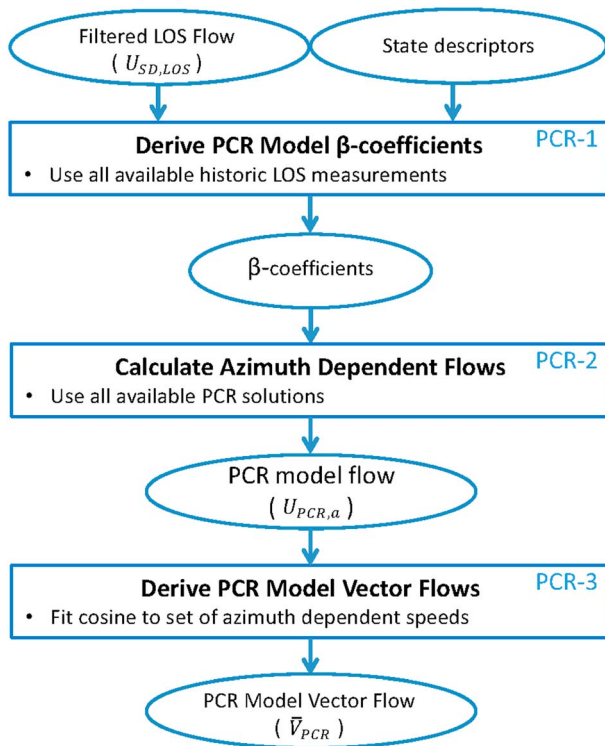 Filtered LOS Flow
( U_{SD,LOS} )
State descriptors
Derive PCR Model β-coefficients
PCR-1
• Use all available historic LOS measurements
β-coefficients
Calculate Azimuth Dependent Flows
PCR-2
• Use all available PCR solutions
PCR model flow
( U_{PCR,a} )
Derive PCR Model Vector Flows
PCR-3
• Fit cosine to set of azimuth dependent speeds
PCR Model Vector Flow
( V̄_{PCR} )